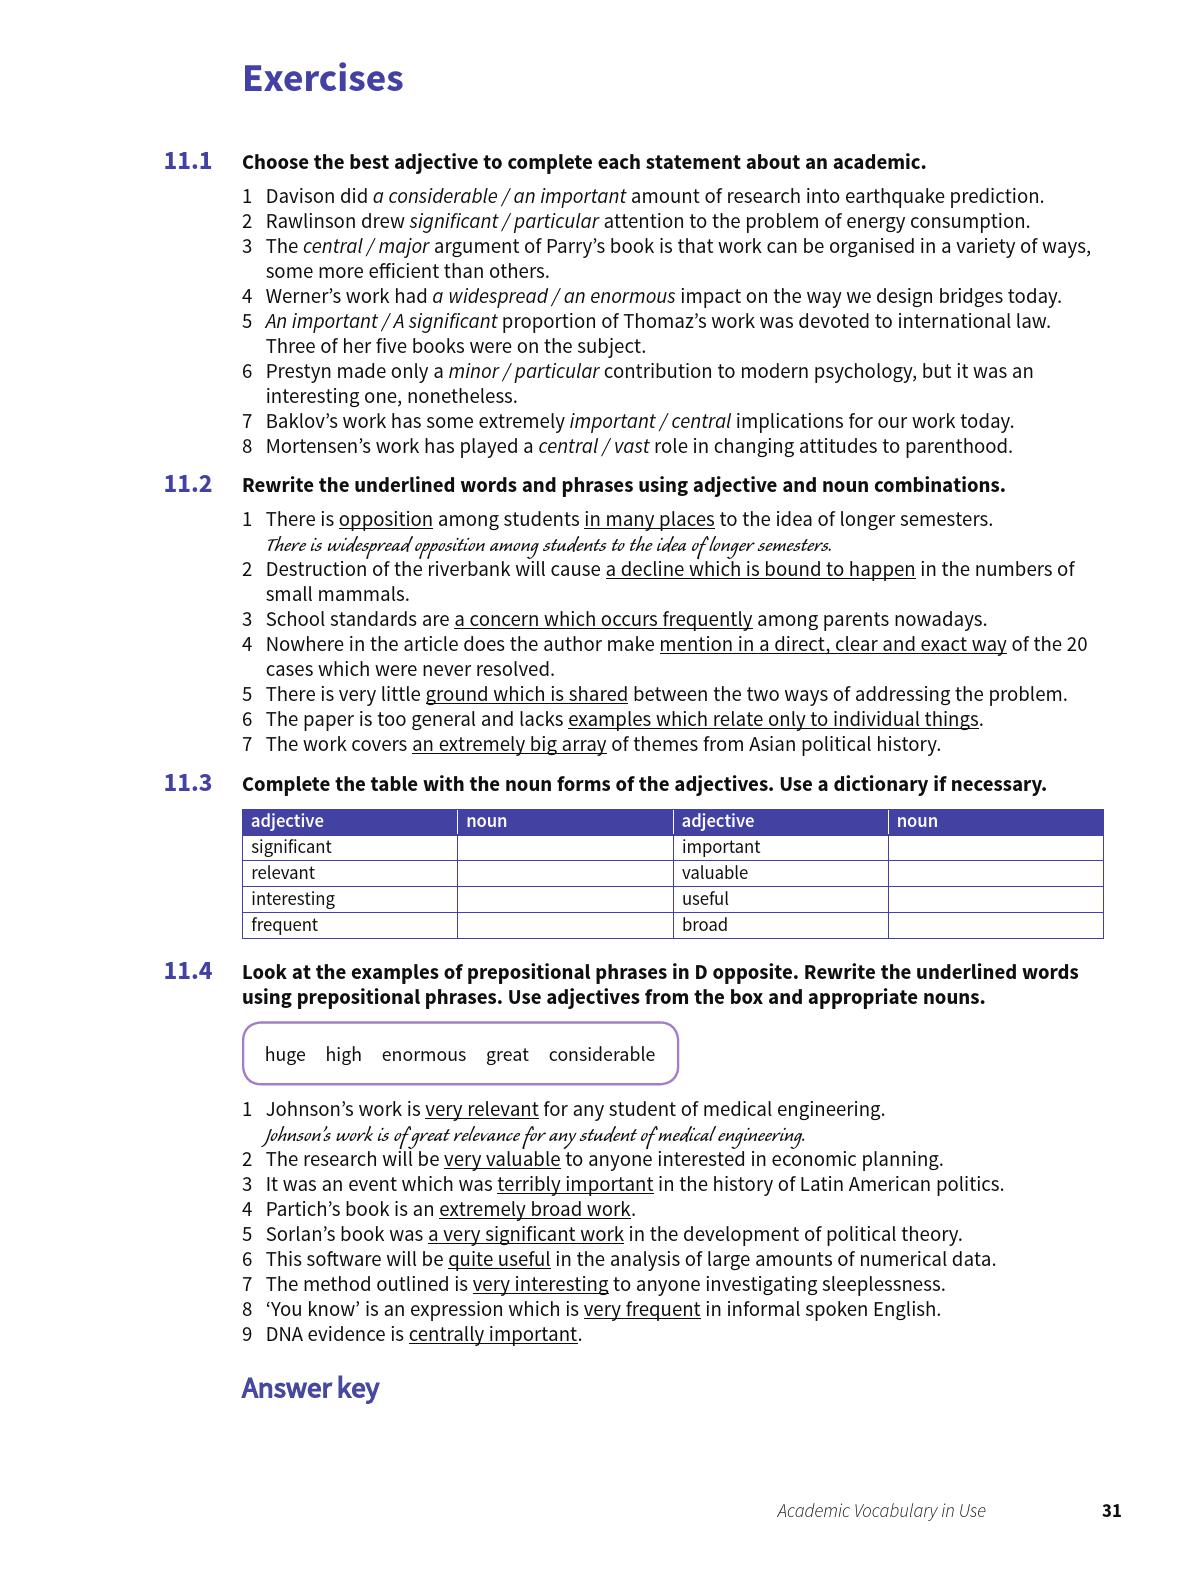 Exercises
11.1 Choose the best adjective to complete each statement about an academic.
1 Davison did a considerable / an important amount of research into earthquake prediction.
2 Rawlinson drew significant / particular attention to the problem of energy consumption.
3 The central / major argument of Parry’s book is that work can be organised in a variety of ways,
some more efficient than others.
4 Werner’s work had a widespread / an enormous impact on the way we design bridges today.
5 An important / A significant proportion of Thomaz’s work was devoted to international law.
Three of her five books were on the subject.
6 Prestyn made only a minor / particular contribution to modern psychology, but it was an
interesting one, nonetheless.
7 Baklov’s work has some extremely important / central implications for our work today.
8 Mortensen’s work has played a central / vast role in changing attitudes to parenthood.
11.2 Rewrite the underlined words and phrases using adjective and noun combinations.
1 There is opposition among students in many places to the idea of longer semesters.
There is widespread opposition among students to the idea of longer semesters.
2 Destruction of the riverbank will cause a decline which is bound to happen in the numbers of
small mammals.
3 School standards are a concern which occurs frequently among parents nowadays.
4 Nowhere in the article does the author make mention in a direct, clear and exact way of the 20
cases which were never resolved.
5 There is very little ground which is shared between the two ways of addressing the problem.
6 The paper is too general and lacks examples which relate only to individual things.
7 The work covers an extremely big array of themes from Asian political history.
11.3 Complete the table with the noun forms of the adjectives. Use a dictionary if necessary.
adjective noun adjective noun
significant important
relevant valuable
interesting useful
frequent broad
11.4 Look at the examples of prepositional phrases in D opposite. Rewrite the underlined words
using prepositional phrases. Use adjectives from the box and appropriate nouns.
huge high enormous great considerable
1 Johnson’s work is very relevant for any student of medical engineering.
Johnson’s work is of great relevance for any student of medical engineering.
2 The research will be very valuable to anyone interested in economic planning.
3 It was an event which was terribly important in the history of Latin American politics.
4 Partich’s book is an extremely broad work.
5 Sorlan’s book was a very significant work in the development of political theory.
6 This software will be quite useful in the analysis of large amounts of numerical data.
7 The method outlined is very interesting to anyone investigating sleeplessness.
8 ‘You know’ is an expression which is very frequent in informal spoken English.
9 DNA evidence is centrally important.
Answer key
Academic Vocabulary in Use 31